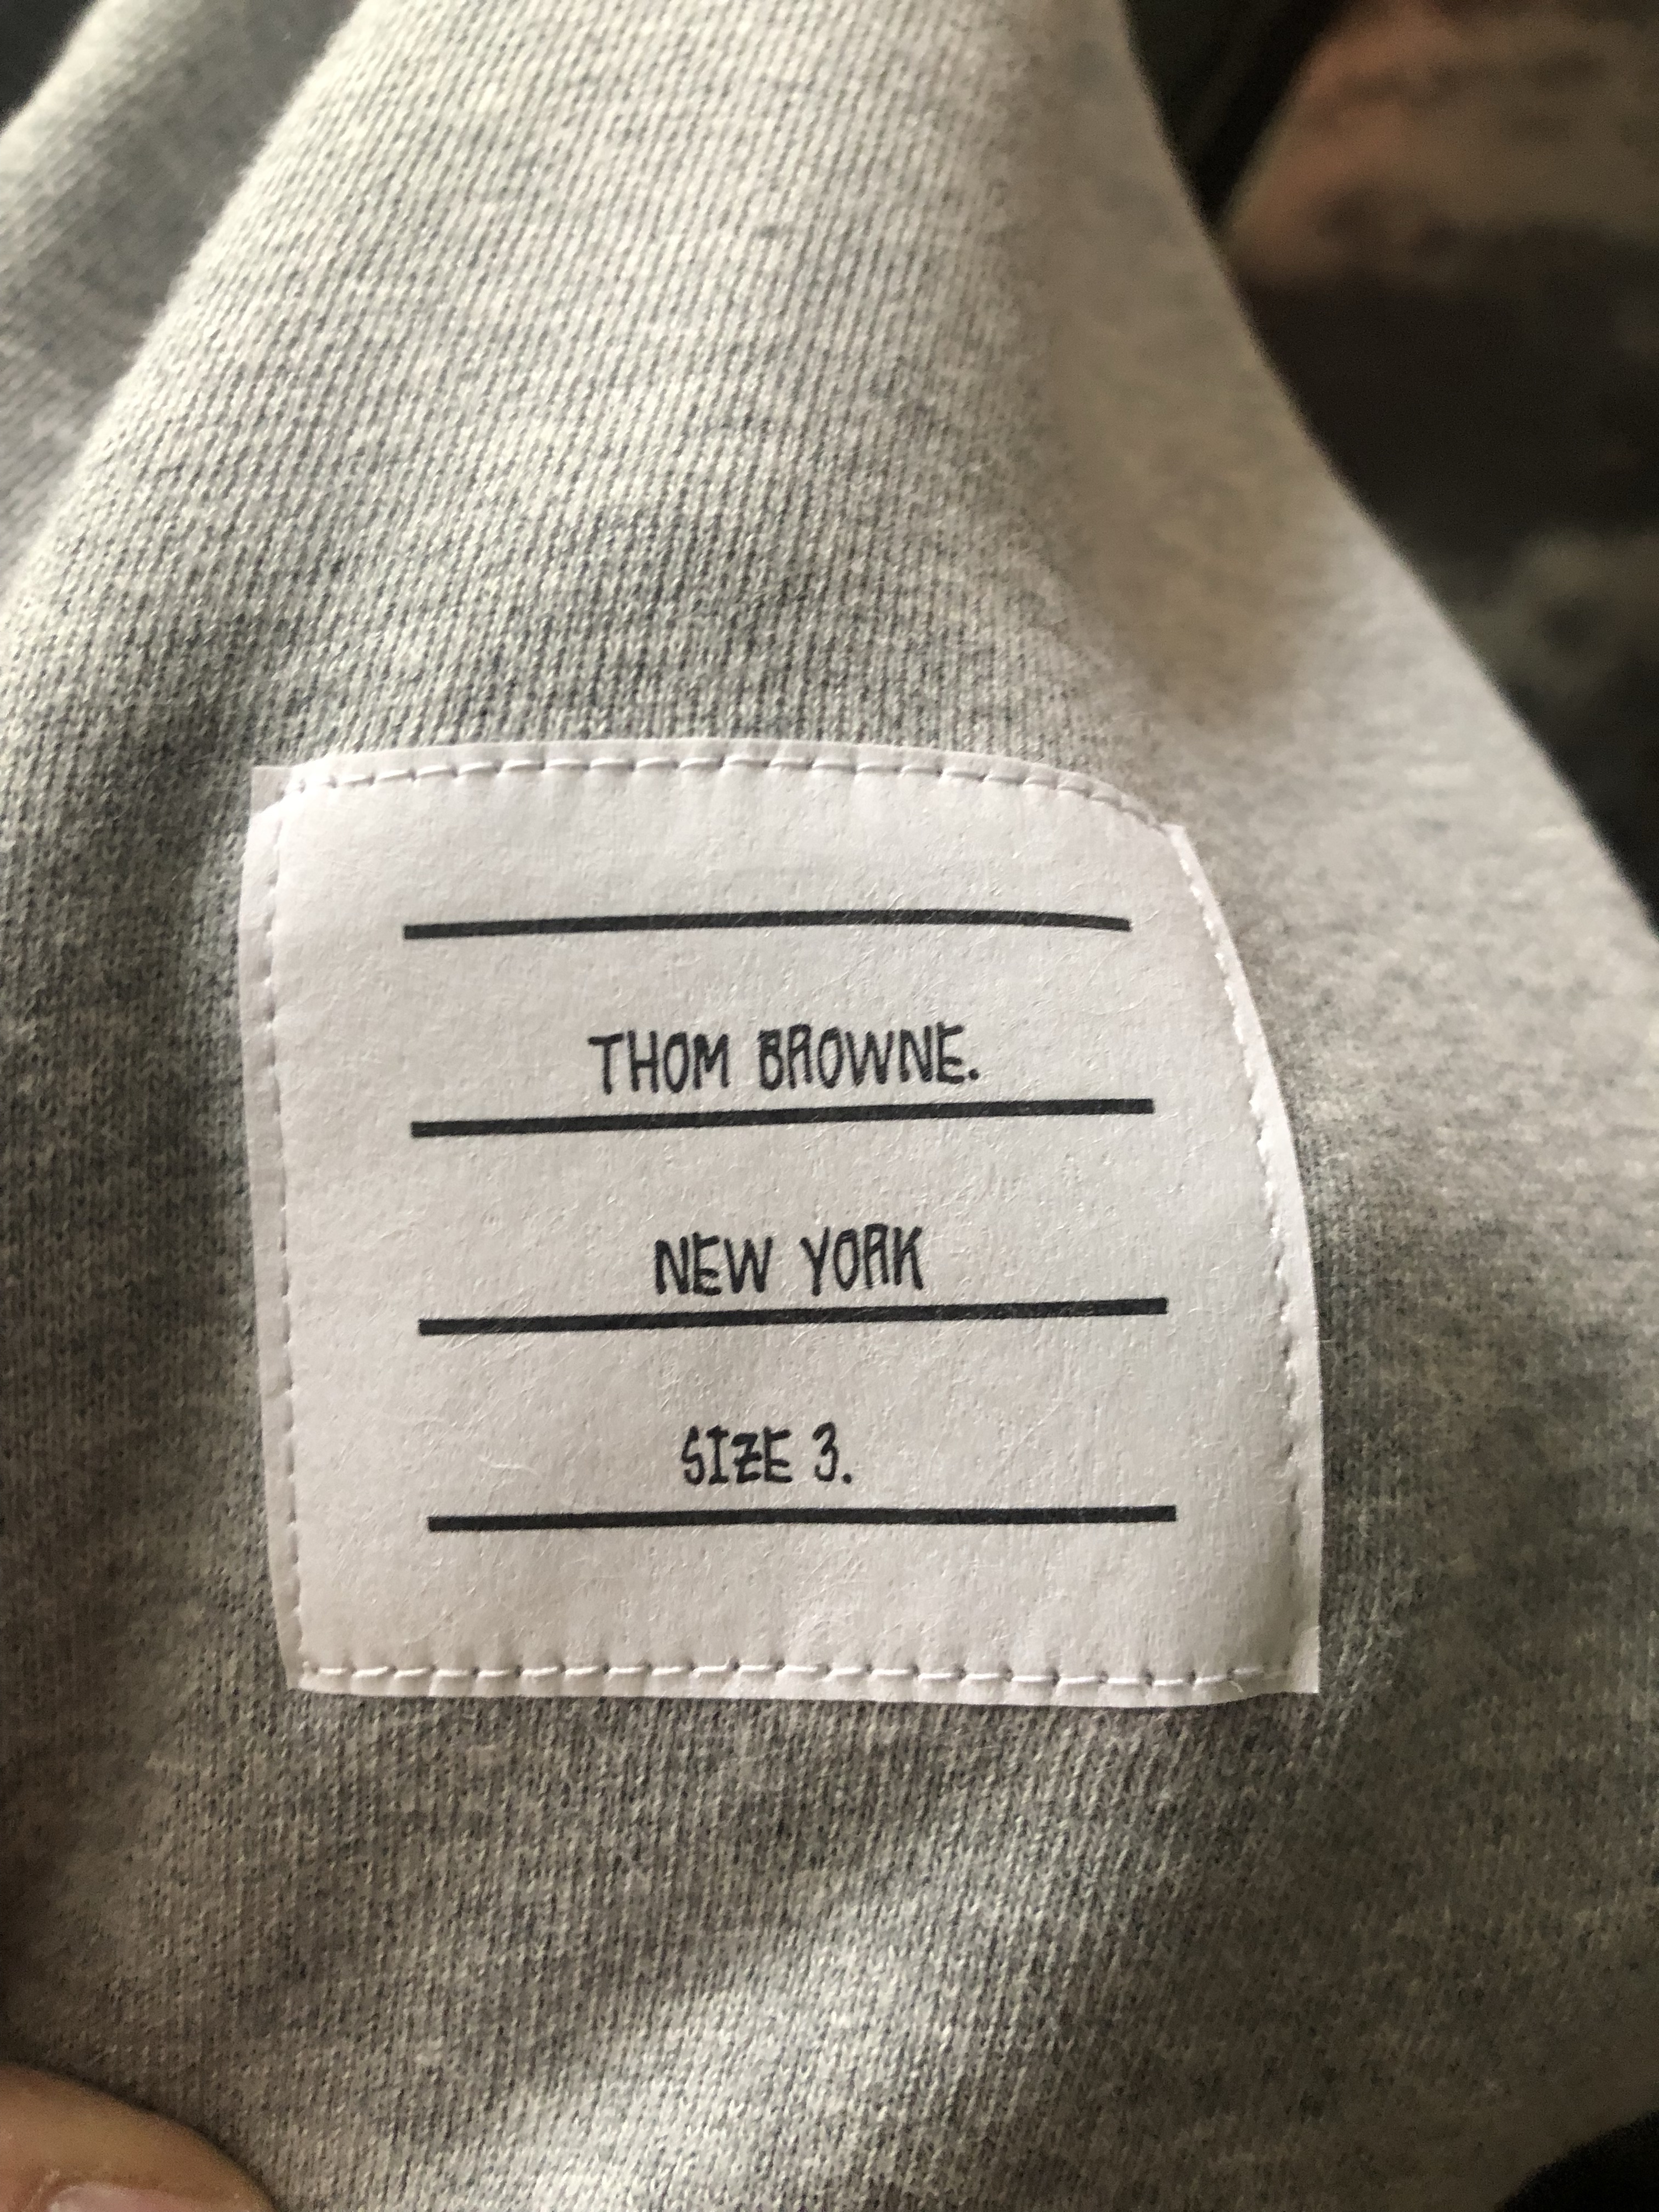 THOM BROWNE.
NEW YORK
SIZE 3.